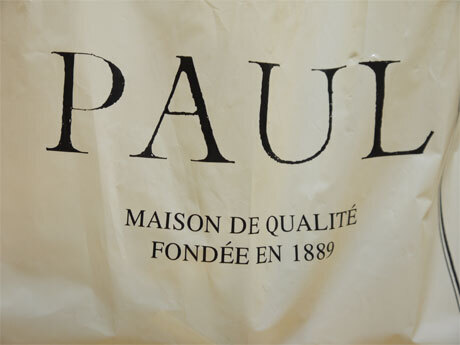 PAUL
MAISON DE QUALITÉ
FONDÉE EN 1889